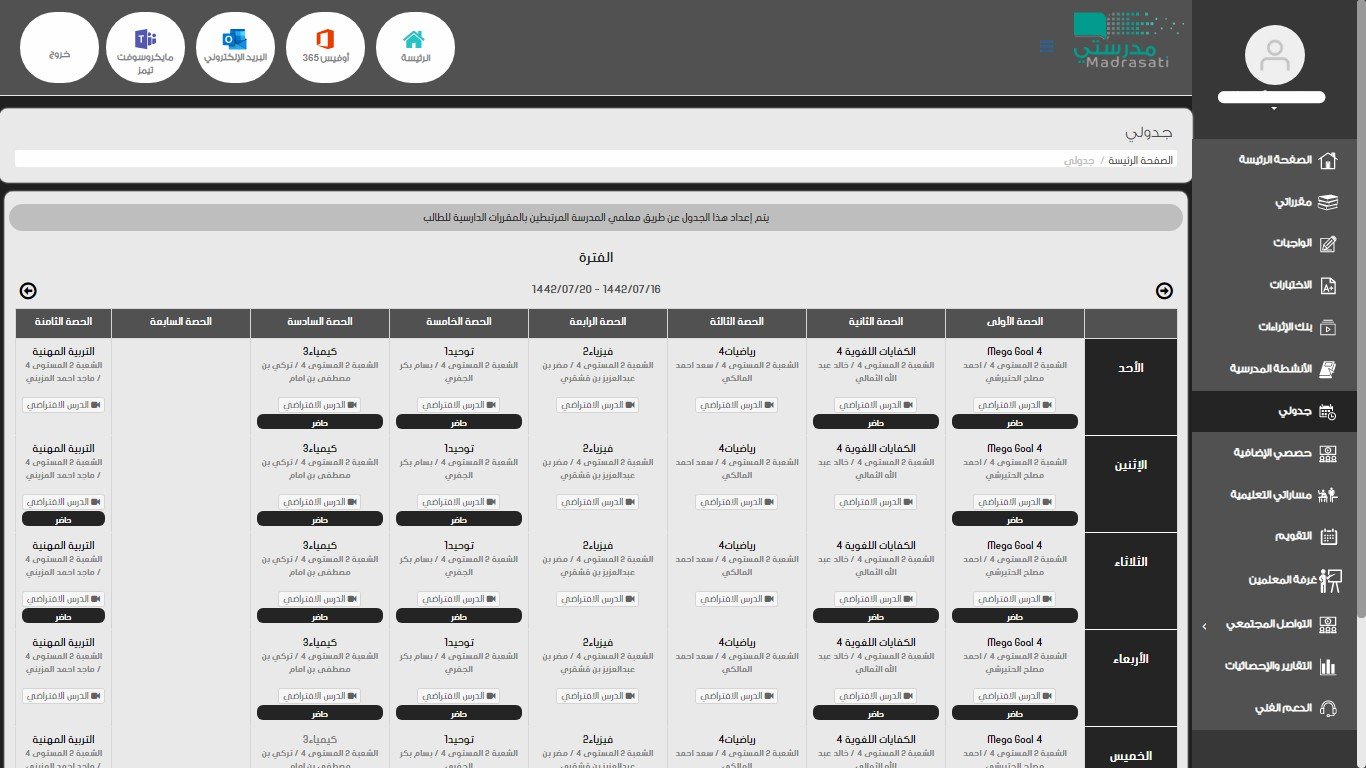 خروج
مايكروسوفت
تيمز
البريد الإلكتروني
أوفيس 365
الرئيسة
مدرستي
Madrasati
الصفحة الرئيسة
مقرراتي
الواجبات
الاختبارات
بنك الإثراءات
الأنشطة المدرسية
جدولي
حصصي الإضافية
مساراتي التعليمية
التقويم
غرفة المعلمين
التواصل المجتمعي
التقارير والإحصائيات
الدعم الفني
جدولي
الصفحة الرئيسة / جدولي
يتم إعداد هذا الجدول عن طريق معلمي المدرسة المرتبطين بالمقررات الدارسية للطالب
الفترة
1442/07/16 - 1442/07/20
الحصة الأولى الحصة الثانية الحصة الثالثة الحصة الرابعة الحصة الخامسة الحصة السادسة الحصة السابعة الحصة الثامنة
الأحد
Mega Goal 4 الكفايات اللغوية 4 رياضيات4 فيزياء2 توحيد1 كيمياء3 التربية المهنية
الشعبة 2 المستوى 4 / احمد الشعبة 2 المستوى 4 / خالد عبد الشعبة 2 المستوى 4 / سعد احمد الشعبة 2 المستوى 4 / مضر بن الشعبة 2 المستوى 4 / بسام بكر الشعبة 2 المستوى 4 / تركي بن الشعبة 2 المستوى 4
مصلح الحتيرشي الله الثمالي المالكي عبدالعزيز بن قشقري الجفري مصطفى بن امام / ماجد احمد المزيني
الدرس الافتراضي الدرس الافتراضي الدرس الافتراضي الدرس الافتراضي الدرس الافتراضي الدرس الافتراضي الدرس الافتراضي
حاضر حاضر حاضر حاضر
الإثنين
Mega Goal 4 الكفايات اللغوية 4 رياضيات4 فيزياء2 توحيد1 كيمياء3 التربية المهنية
الشعبة 2 المستوى 4 / احمد الشعبة 2 المستوى 4 / خالد عبد الشعبة 2 المستوى 4 / سعد احمد الشعبة 2 المستوى 4 / مضر بن الشعبة 2 المستوى 4 / بسام بكر الشعبة 2 المستوى 4 / تركي بن الشعبة 2 المستوى 4
مصلح الحتيرشي الله الثمالي المالكي عبدالعزيز بن قشقري الجفري مصطفى بن امام / ماجد احمد المزيني
الدرس الافتراضي الدرس الافتراضي الدرس الافتراضي الدرس الافتراضي الدرس الافتراضي الدرس الافتراضي الدرس الافتراضي
حاضر حاضر حاضر حاضر
الثلاثاء
Mega Goal 4 الكفايات اللغوية 4 رياضيات4 فيزياء2 توحيد1 كيمياء3 التربية المهنية
الشعبة 2 المستوى 4 / احمد الشعبة 2 المستوى 4 / خالد عبد الشعبة 2 المستوى 4 / سعد احمد الشعبة 2 المستوى 4 / مضر بن الشعبة 2 المستوى 4 / بسام بكر الشعبة 2 المستوى 4 / تركي بن الشعبة 2 المستوى 4
مصلح الحتيرشي الله الثمالي المالكي عبدالعزيز بن قشقري الجفري مصطفى بن امام / ماجد احمد المزيني
الدرس الافتراضي الدرس الافتراضي الدرس الافتراضي الدرس الافتراضي الدرس الافتراضي الدرس الافتراضي الدرس الافتراضي
حاضر حاضر حاضر حاضر حاضر
الأربعاء
Mega Goal 4 الكفايات اللغوية 4 رياضيات4 فيزياء2 توحيد1 كيمياء3 التربية المهنية
الشعبة 2 المستوى 4 / احمد الشعبة 2 المستوى 4 / خالد عبد الشعبة 2 المستوى 4 / سعد احمد الشعبة 2 المستوى 4 / مضر بن الشعبة 2 المستوى 4 / بسام بكر الشعبة 2 المستوى 4 / تركي بن الشعبة 2 المستوى 4
مصلح الحتيرشي الله الثمالي المالكي عبدالعزيز بن قشقري الجفري مصطفى بن امام / ماجد احمد المزيني
الدرس الافتراضي الدرس الافتراضي الدرس الافتراضي الدرس الافتراضي الدرس الافتراضي الدرس الافتراضي الدرس الافتراضي
حاضر حاضر حاضر حاضر
الخميس
Mega Goal 4 الكفايات اللغوية 4 رياضيات4 فيزياء2 توحيد1 كيمياء3 التربية المهنية
الشعبة 2 المستوى 4 / احمد الشعبة 2 المستوى 4 / خالد عبد الشعبة 2 المستوى 4 / سعد احمد الشعبة 2 المستوى 4 / مضر بن الشعبة 2 المستوى 4 / بسام بكر الشعبة 2 المستوى 4 / تركي بن الشعبة 2 المستوى 4